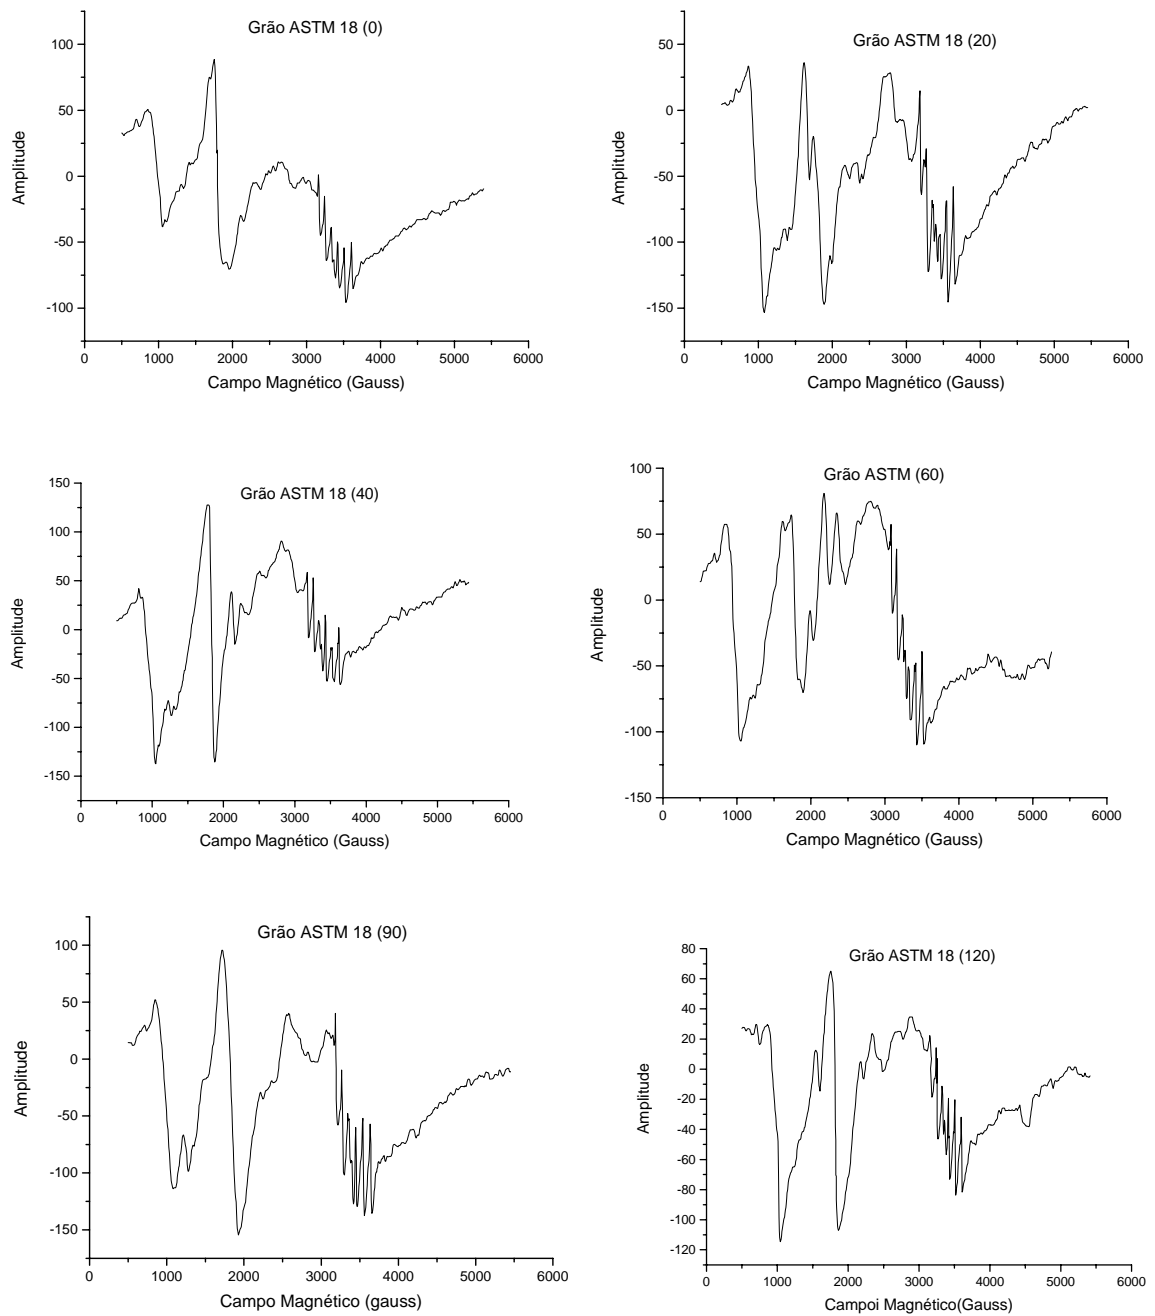 Grão ASTM 18 (0)
100
50
0
-50
-100
Amplitude
0 1000 2000 3000 4000 5000 6000
Campo Magnético (Gauss)
Grão ASTM 18 (20)
50
0
-50
-100
-150
Amplitude
0 1000 2000 3000 4000 5000 6000
Campo Magnético (Gauss)
Grão ASTM 18 (40)
150
100
50
0
-50
-100
-150
Amplitude
0 1000 2000 3000 4000 5000 6000
Campo Magnético (Gauss)
Grão ASTM (60)
100
50
0
-50
-100
-150
Amplitude
0 1000 2000 3000 4000 5000 6000
Campo Magnético (Gauss)
Grão ASTM 18 (90)
100
50
0
-50
-100
-150
Amplitude
0 1000 2000 3000 4000 5000 6000
Campo Magnético (gauss)
Grão ASTM 18 (120)
80
60
40
20
0
-20
-40
-60
-80
-100
-120
Amplitude
0 1000 2000 3000 4000 5000 6000
Campoi Magnético(Gauss)